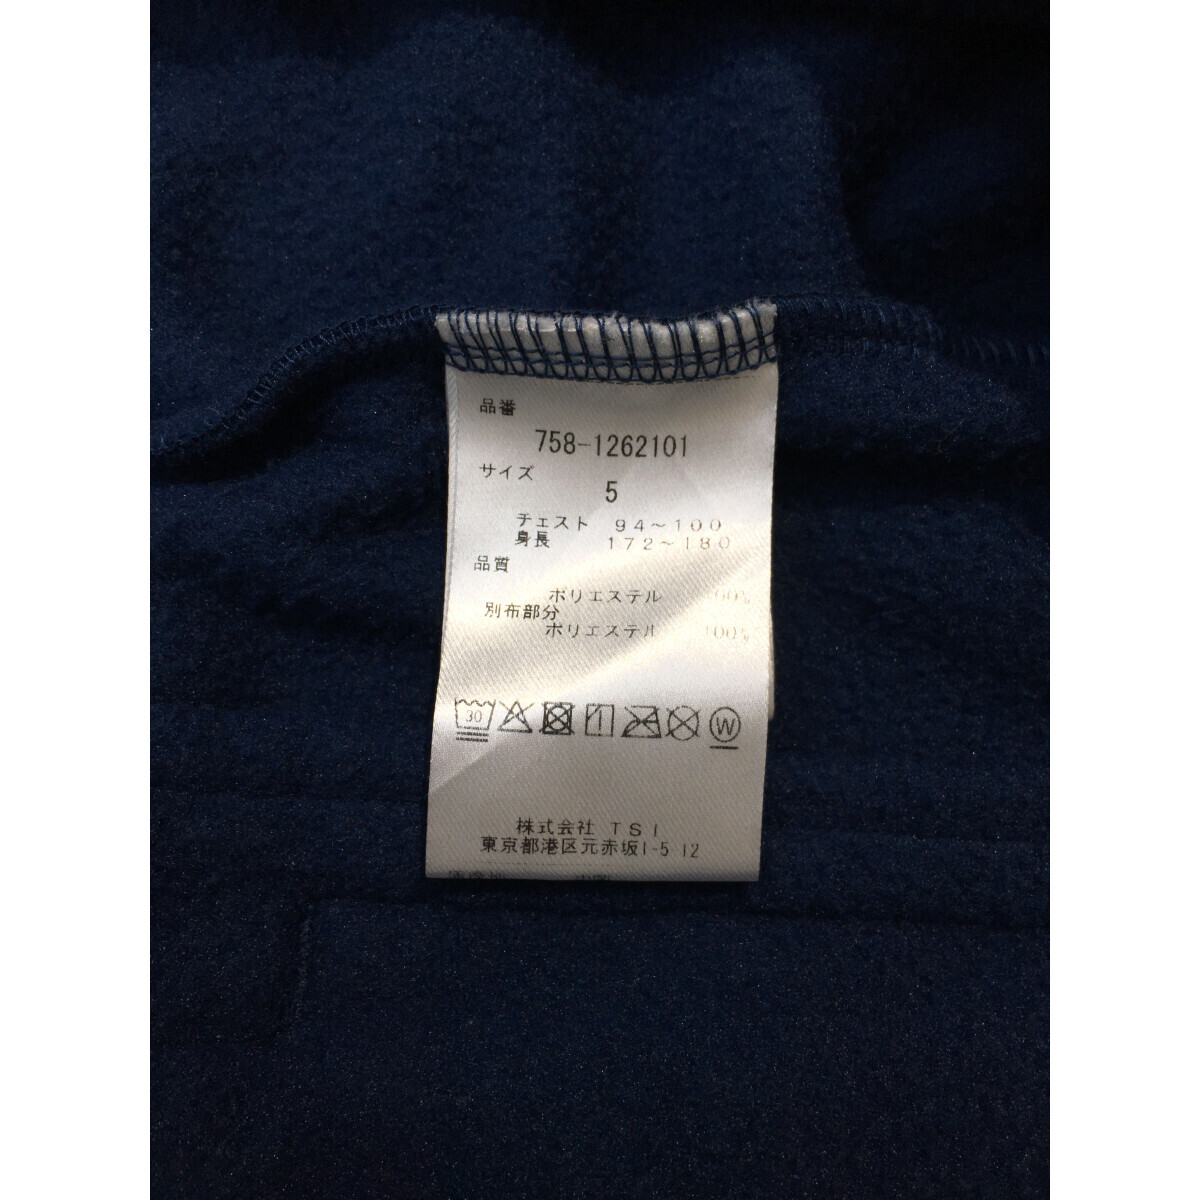 品番
758-1262101
サイズ
5
チェスト 94～100
身長 172～180
品質
ポリエステル 100%
別布部分
ポリエステル 100%
30
W
株式会社 TSI
東京都港区元赤坂1-5 12